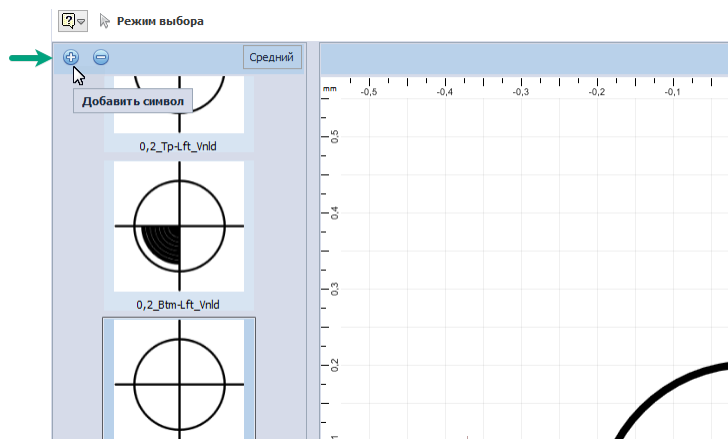 Режим выбора
Средний
Добавить символ
0,2_Tp-Lft_Vnld
0,2_Btm-Lft_Vnld
mm
-0,5 -0,4 -0,3 -0,2 -0,1
0,5
0,4
0,3
0,2